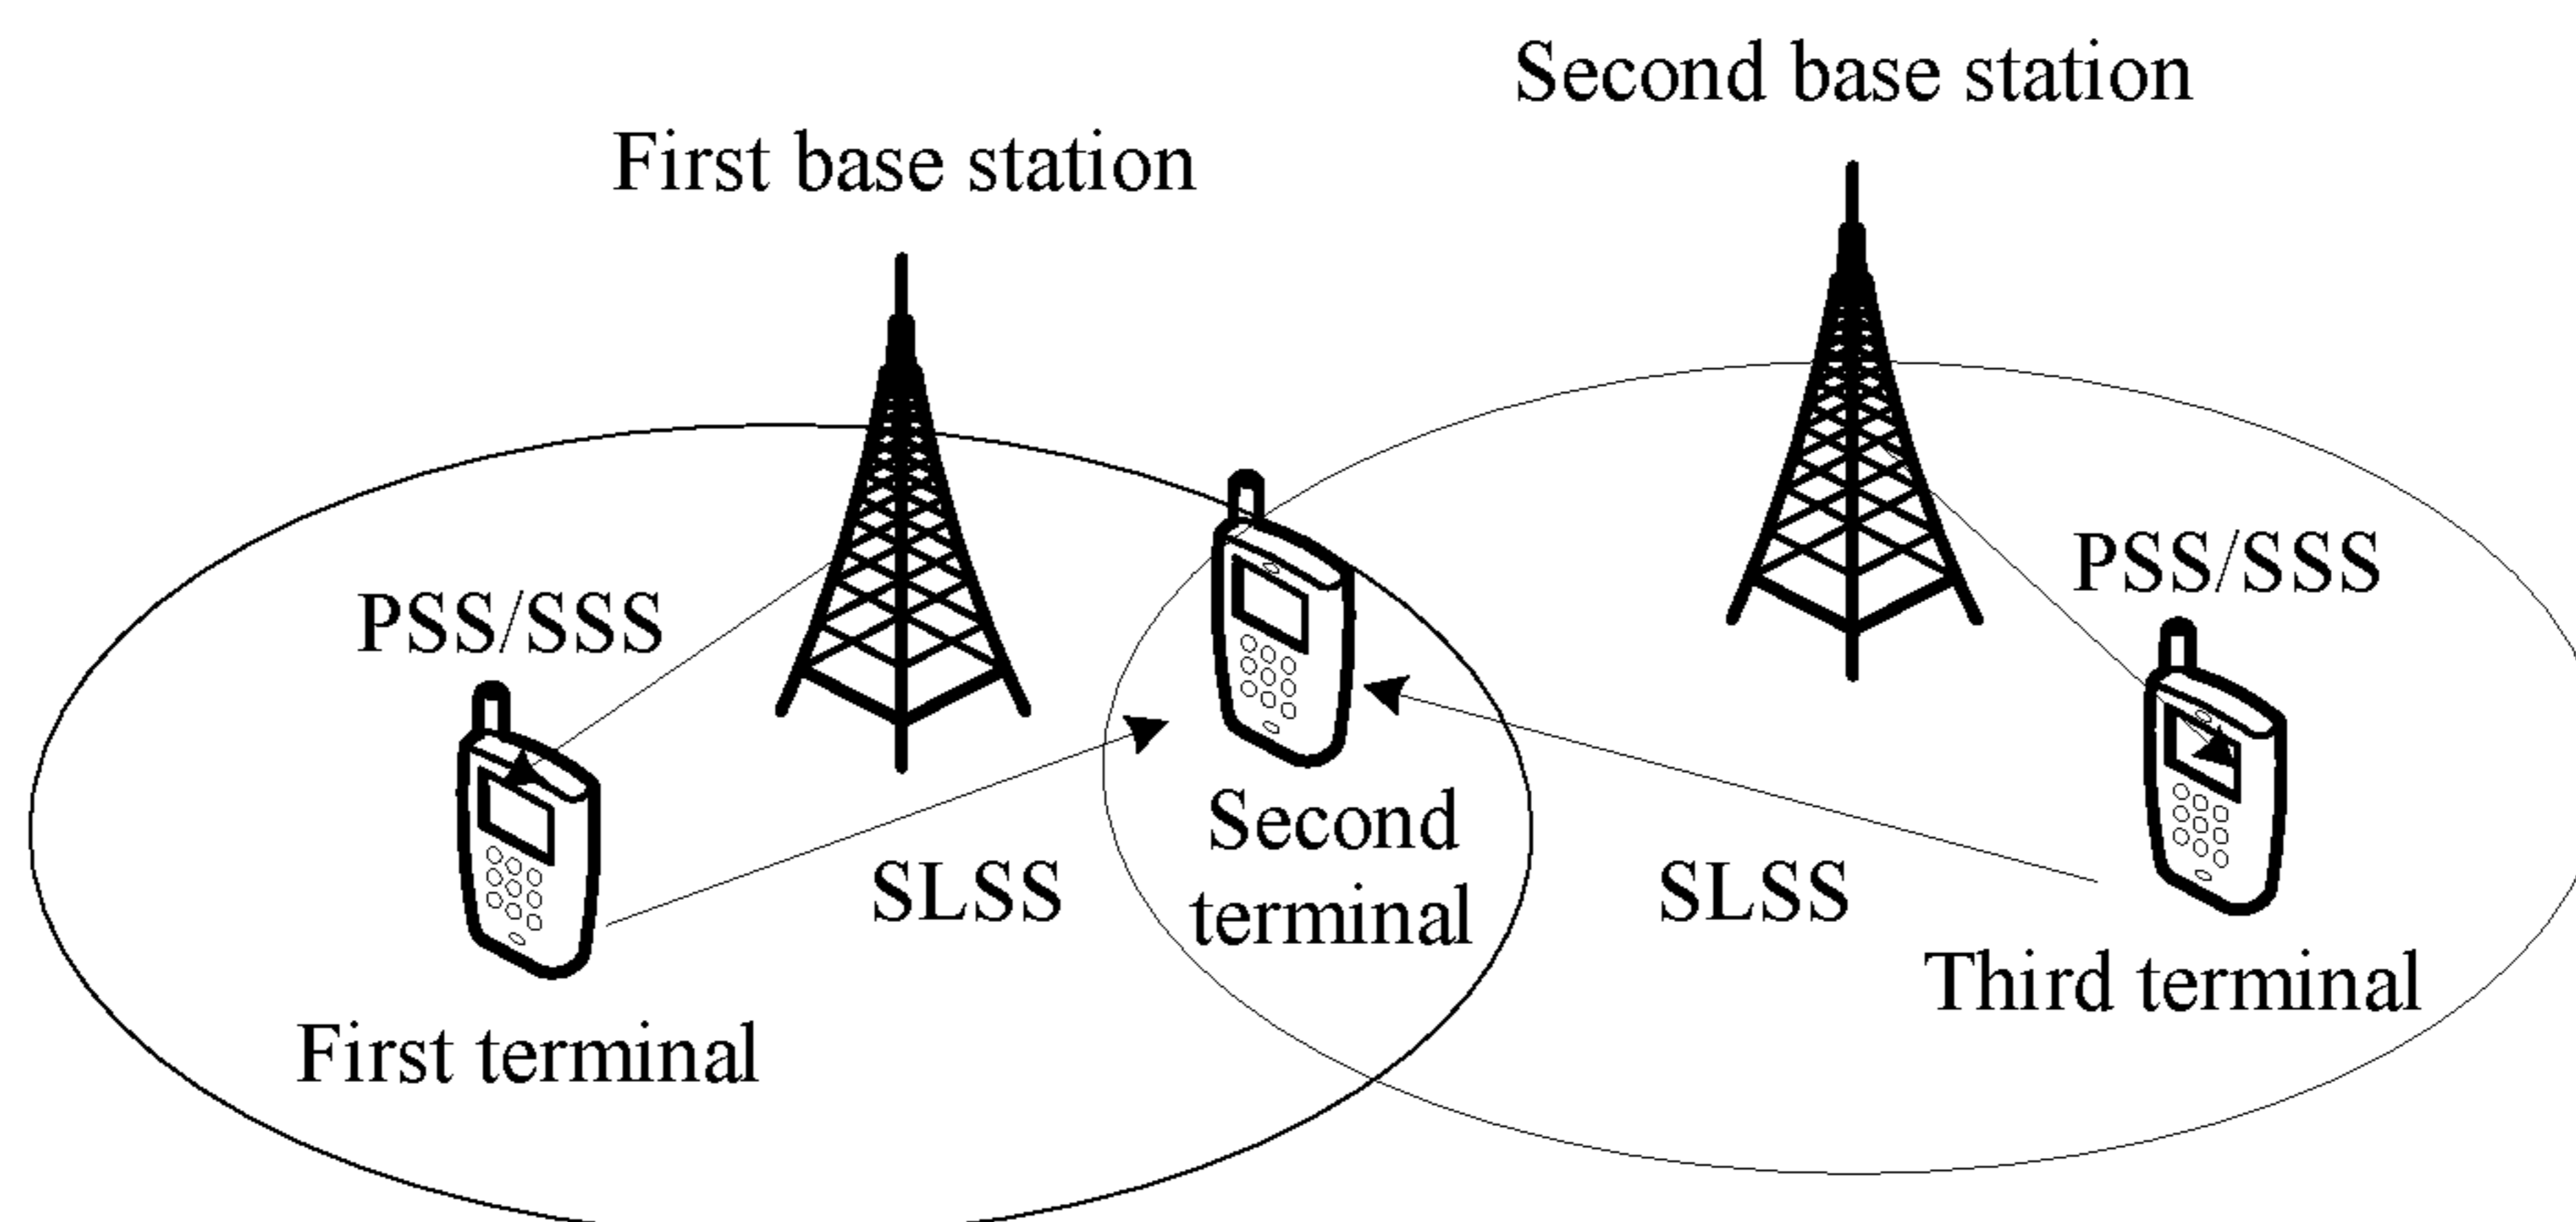 Second base station
First base station
PSS/SSS
PSS/SSS
Second
terminal
SLSS
SLSS
Third terminal
First terminal